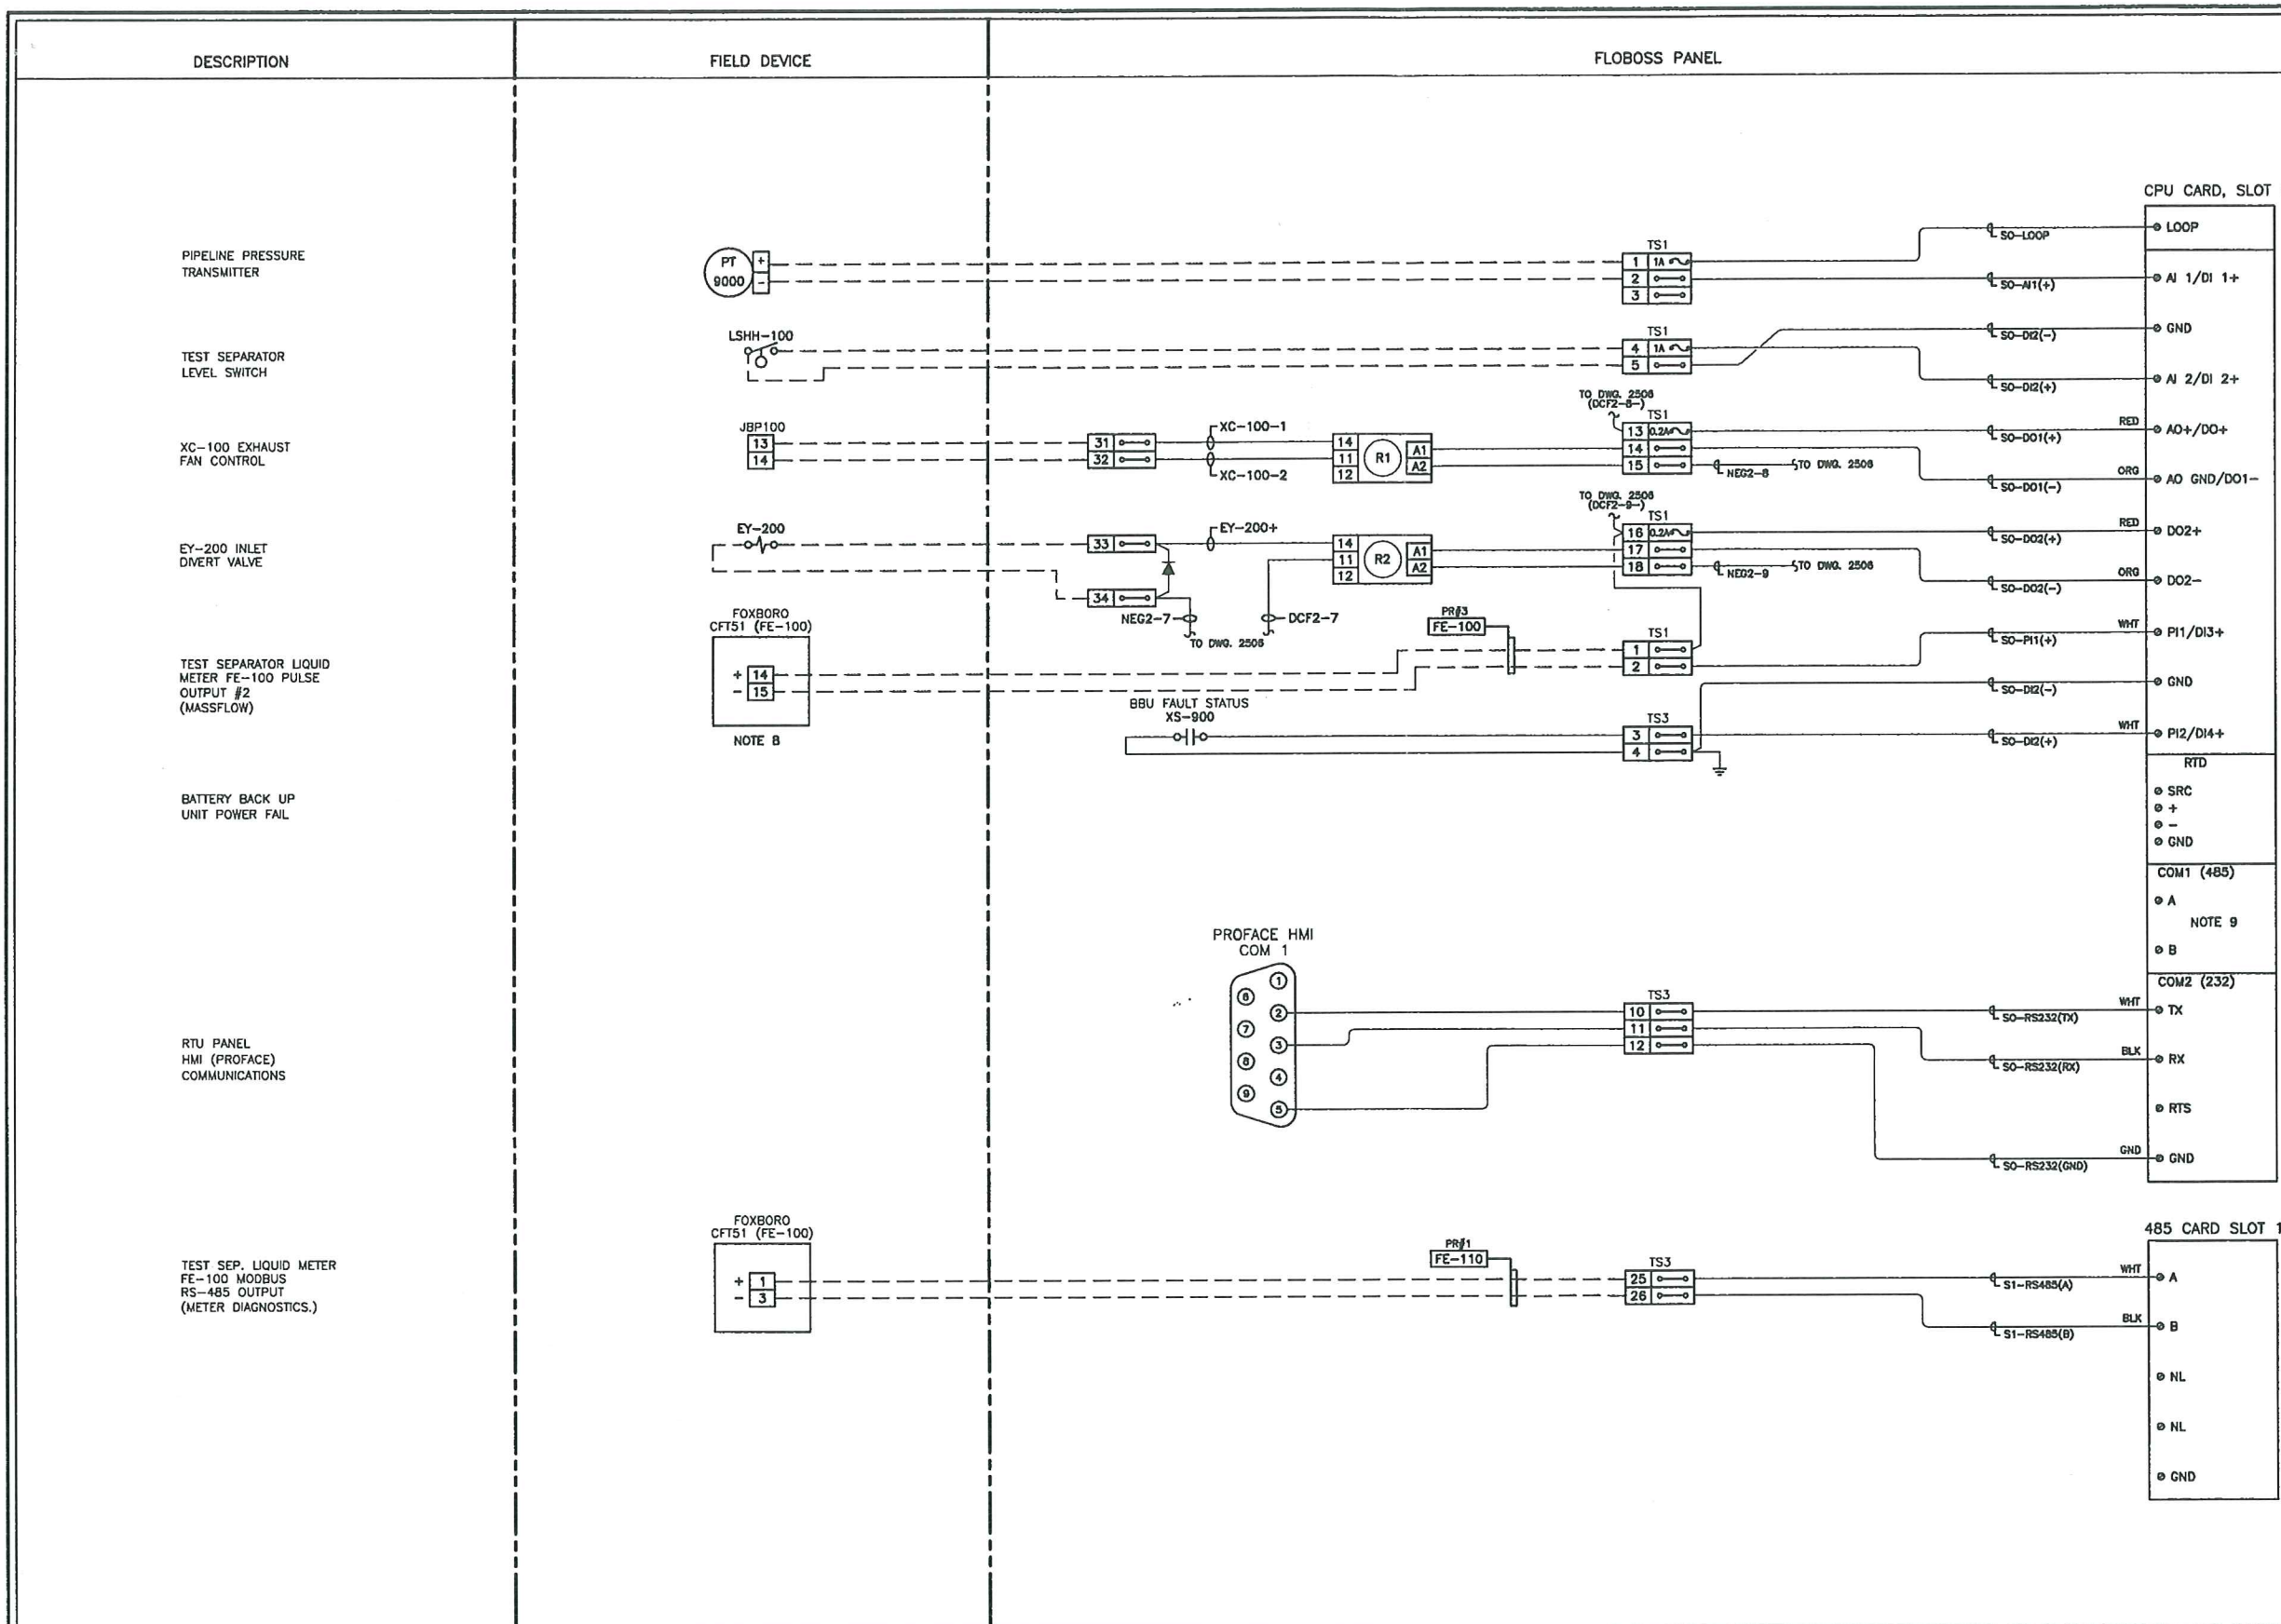 DESCRIPTION
FIELD DEVICE
FLOBOSS PANEL
CPU CARD, SLOT
PIPELINE PRESSURE
TRANSMITTER
PT
9000
+
-
TS1
1 1A
2
3
SO-LOOP
LOOP
SO-AI1(+)
AI 1/DI 1+
TEST SEPARATOR
LEVEL SWITCH
LSHH-100
TS1
4 1A
5
SO-DI2(-)
GND
SO-DI2(+)
AI 2/DI 2+
XC-100 EXHAUST
FAN CONTROL
JBP100
13
14
31
32
XC-100-1
XC-100-2
14
11
12
R1
A1
A2
TO DWG. 2506
(DCF2-8-)
TS1
13 0.2A
14
15
NEG2-8
TO DWG. 2506
SO-DO1(+)
RED
AO+/DO+
SO-DO1(-)
ORG
AO GND/DO1-
EY-200 INLET
DIVERT VALVE
EY-200
33
34
EY-200+
NEG2-7
TO DWG. 2506
DCF2-7
14
11
12
R2
A1
A2
TO DWG. 2506
(DCF2-9-)
TS1
16 0.2A
17
18
NEG2-9
TO DWG. 2506
SO-DO2(+)
RED
DO2+
SO-DO2(-)
ORG
DO2-
TEST SEPARATOR LIQUID
METER FE-100 PULSE
OUTPUT #2
(MASSFLOW)
FOXBORO
CFT51 (FE-100)
+ 14
- 15
NOTE 8
PR#3
FE-100
TS1
1
2
SO-PI1(+)
WHT
PI1/DI3+
SO-DI2(-)
GND
BBU FAULT STATUS
XS-900
TS3
3
4
SO-DI2(+)
WHT
PI2/DI4+
BATTERY BACK UP
UNIT POWER FAIL
RTD
SRC
+
-
GND
COM1 (485)
A
NOTE 9
B
COM2 (232)
RTU PANEL
HMI (PROFACE)
COMMUNICATIONS
PROFACE HMI
COM 1
1
6
2
7
3
8
4
9
5
TS3
10
11
12
SO-RS232(TX)
WHT
TX
SO-RS232(RX)
BLK
RX
RTS
SO-RS232(GND)
GND
GND
485 CARD SLOT 1
TEST SEP. LIQUID METER
FE-100 MODBUS
RS-485 OUTPUT
(METER DIAGNOSTICS.)
FOXBORO
CFT51 (FE-100)
+ 1
- 3
PR#1
FE-110
TS3
25
26
S1-RS485(A)
WHT
A
S1-RS485(B)
BLK
B
NL
NL
GND